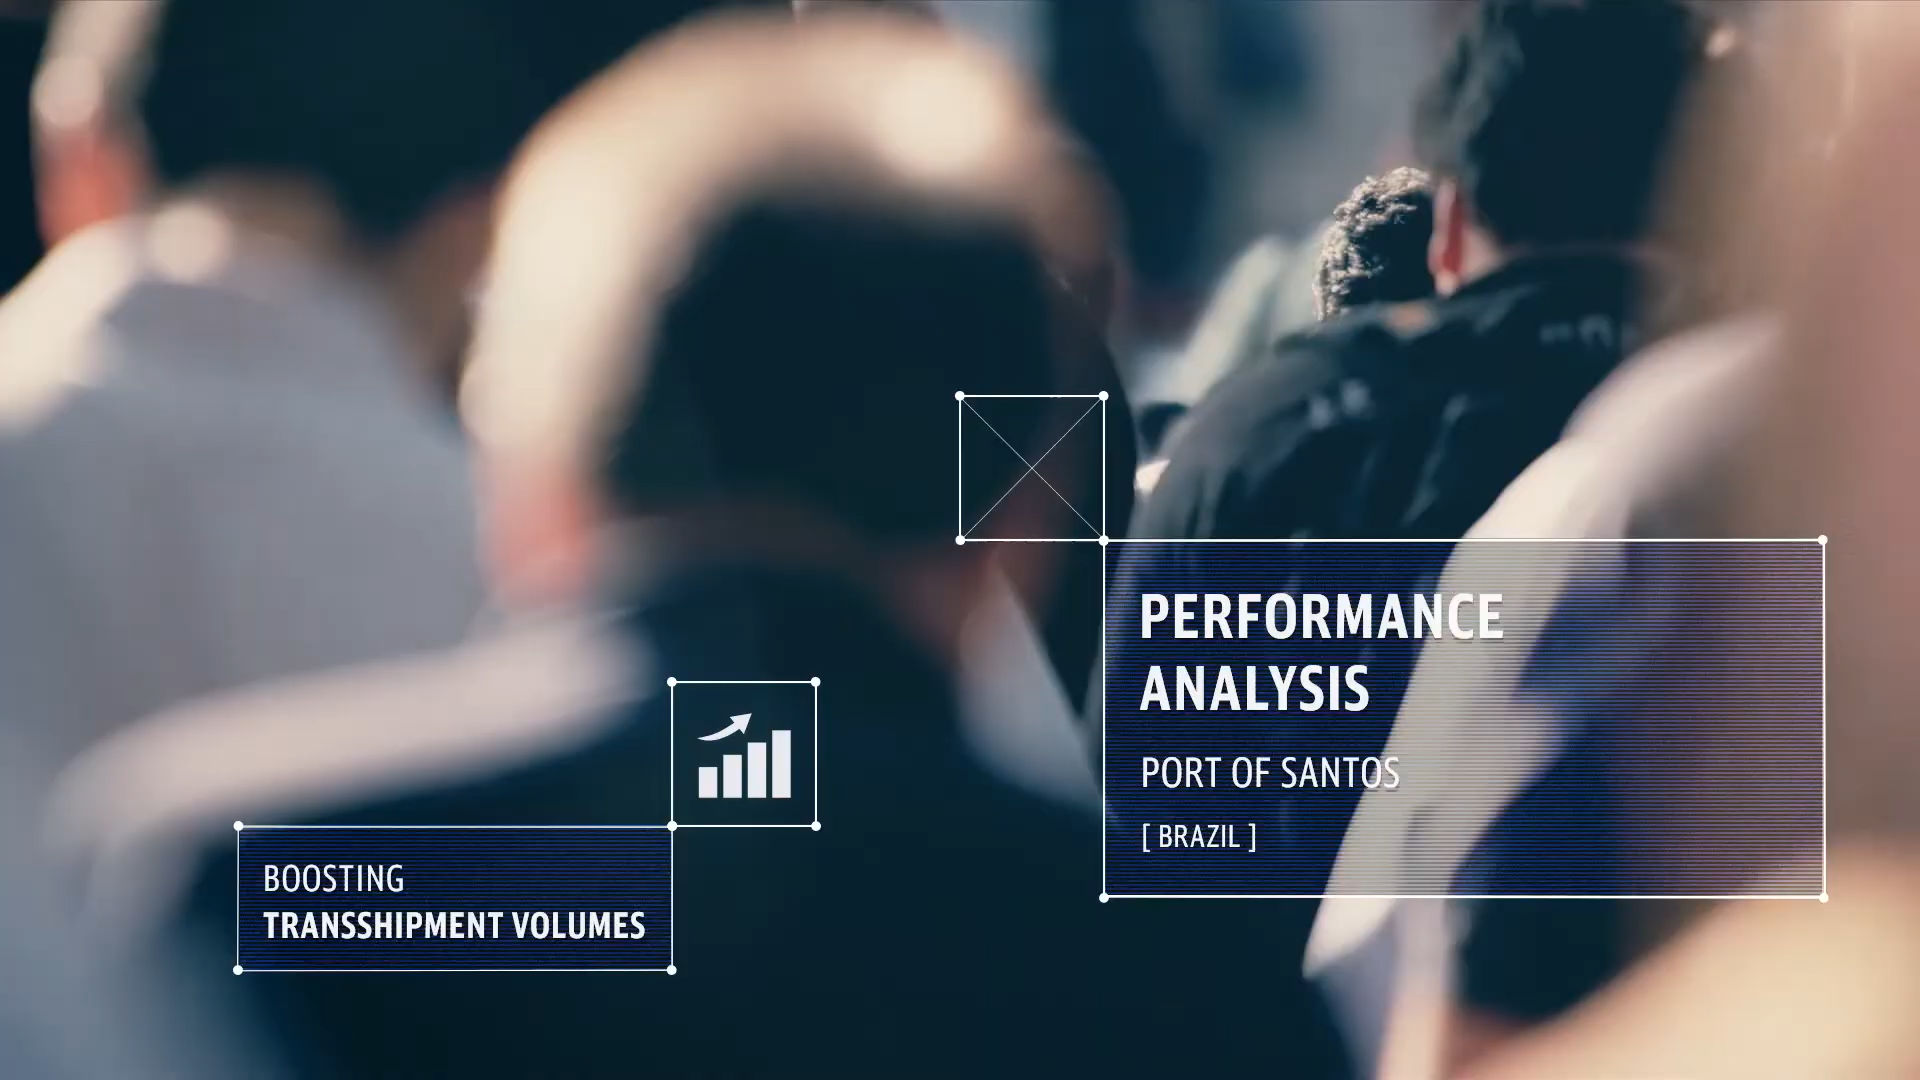 PERFORMANCE
ANALYSIS
PORT OF SANTOS
[ BRAZIL ]
BOOSTING
TRANSSHIPMENT VOLUMES